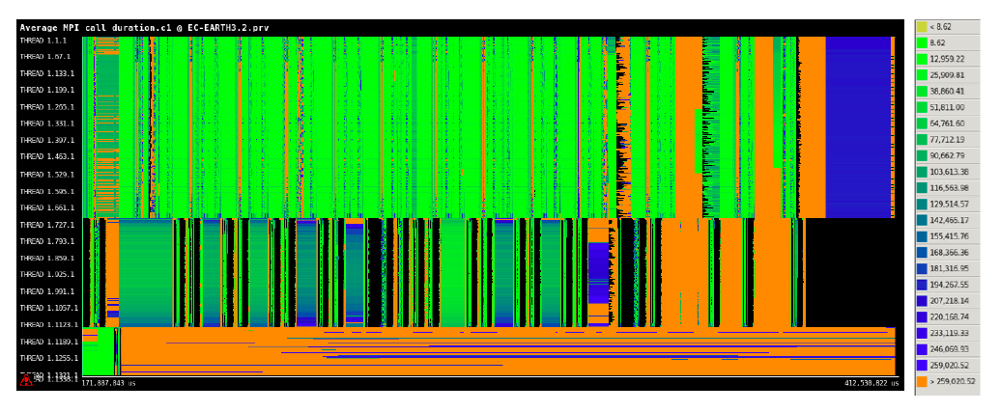 Average MPI call duration.c1 @ EC-EARTH3.2.prv
THREAD 1.1.1
THREAD 1.67.1
THREAD 1.133.1
THREAD 1.199.1
THREAD 1.265.1
THREAD 1.331.1
THREAD 1.397.1
THREAD 1.463.1
THREAD 1.529.1
THREAD 1.595.1
THREAD 1.661.1
THREAD 1.727.1
THREAD 1.793.1
THREAD 1.859.1
THREAD 1.925.1
THREAD 1.991.1
THREAD 1.1057.1
THREAD 1.1123.1
THREAD 1.1189.1
THREAD 1.1255.1
1.1321.1
1.1338.1
171,887,843 us
412,530,822 us
< 8.62
8.62
12,959.22
25,909.81
38,860.41
51,811.00
64,761.60
77,712.19
90,662.79
103,613.38
116,563.98
129,514.57
142,465.17
155,415.76
168,366.36
181,316.95
194,267.55
207,218.14
220,168.74
233,119.33
246,069.93
259,020.52
> 259,020.52